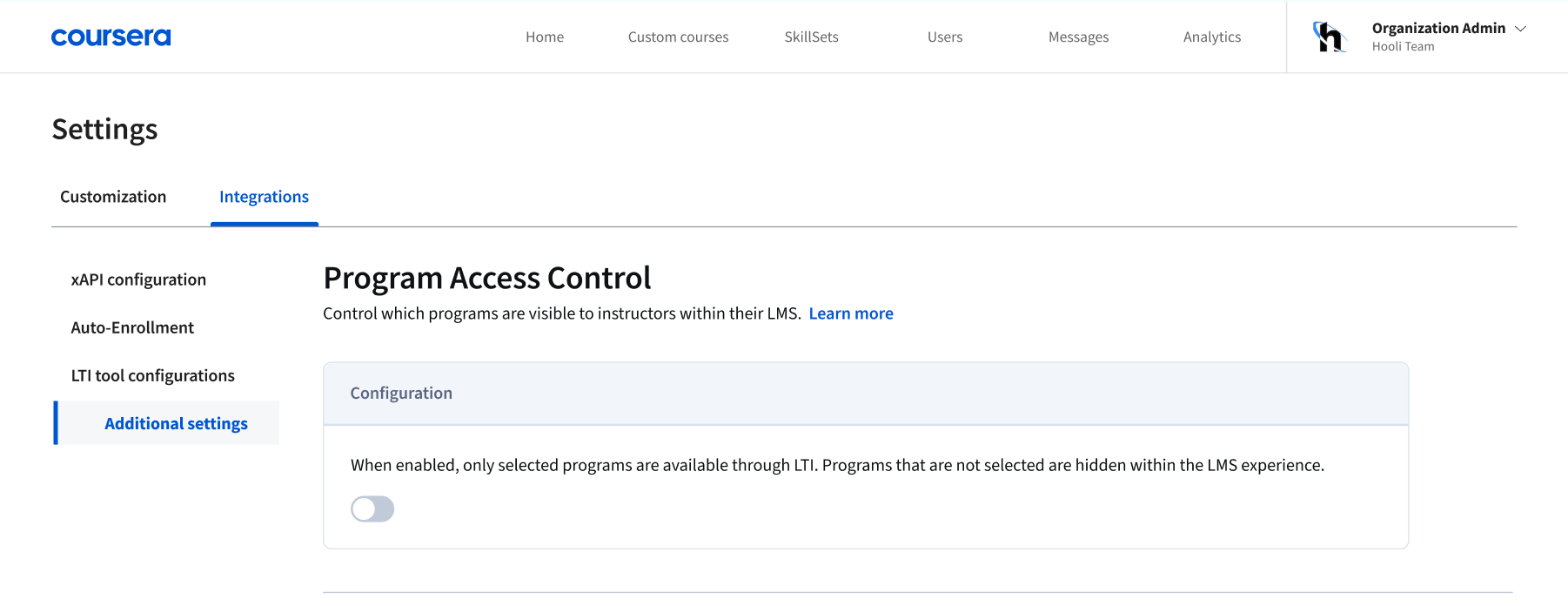 coursera
Home Custom courses SkillSets Users Messages Analytics
Organization Admin
Hooli Team
Settings
Customization Integrations
xAPI configuration
Auto-Enrollment
LTI tool configurations
Additional settings
Program Access Control
Control which programs are visible to instructors within their LMS. Learn more
Configuration
When enabled, only selected programs are available through LTI. Programs that are not selected are hidden within the LMS experience.